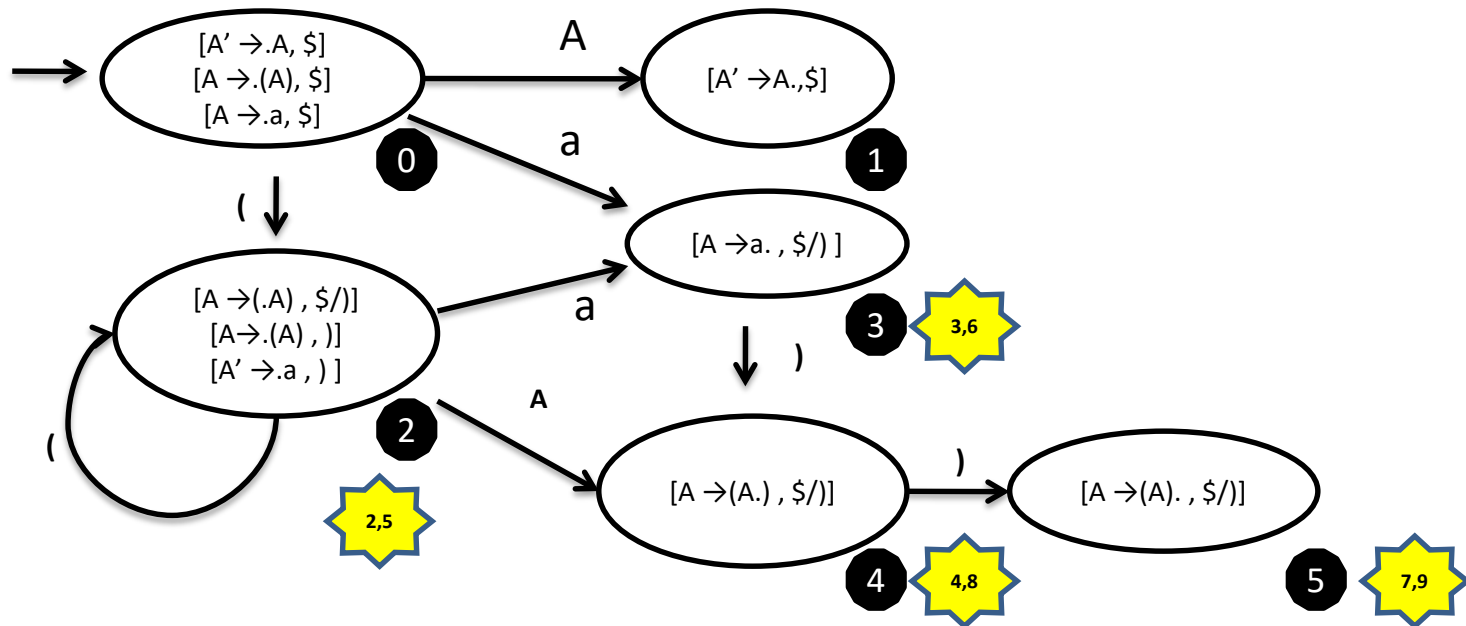 [A’ →.A, $]
[A →.(A), $]
[A →.a, $]
0
A
[A’ →A.,$]
1
a
(
[A →a. , $/) ]
3
3,6
[A →(.A) , $/)]
[A→.(A) , )]
[A’ →.a , ) ]
2
2,5
a
(
A
)
[A →(A.) , $/)]
4
4,8
)
[A →(A). , $/)]
5
7,9